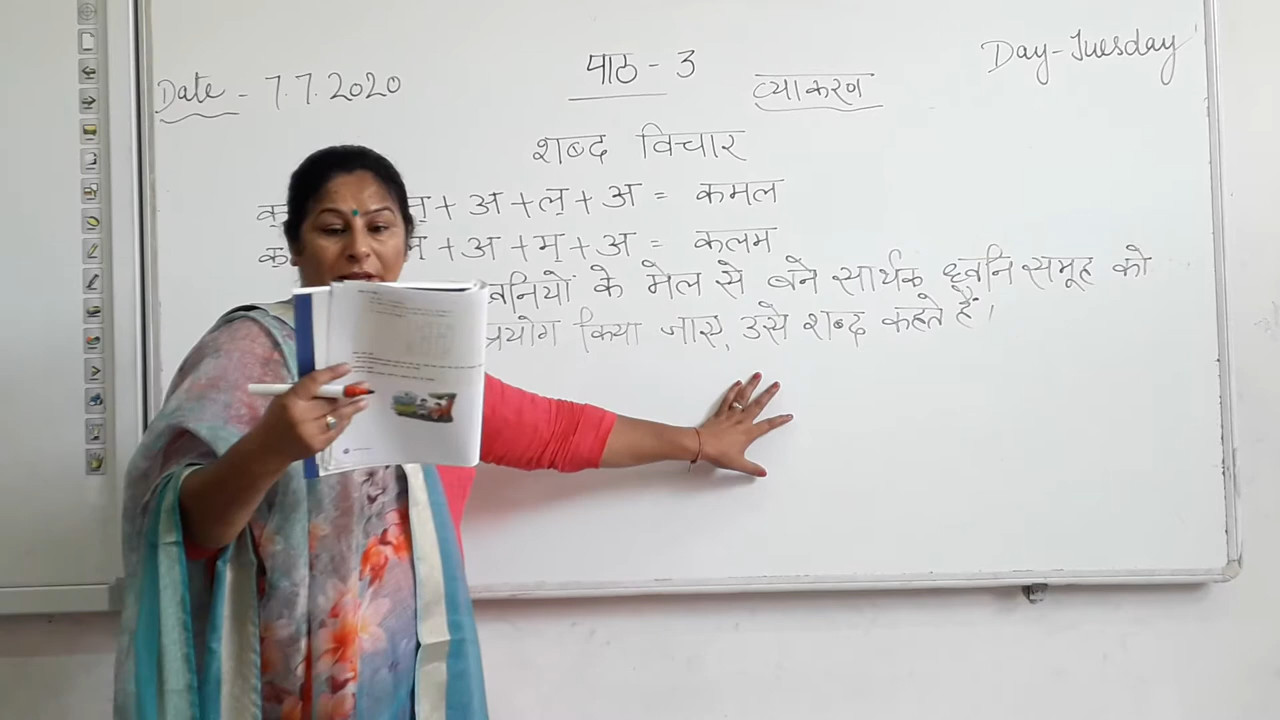 Date - 7.7.2020
पाठ - 3
व्याकरण
Day-Tuesday
शब्द विचार
क् + अ + ल् + अ = कमल
क् + अ + म् + अ = कलम
ध्वनियों के मेल से बने सार्थक ध्वनि समूह को
प्रयोग किया जाए, उसे शब्द कहते हैं।